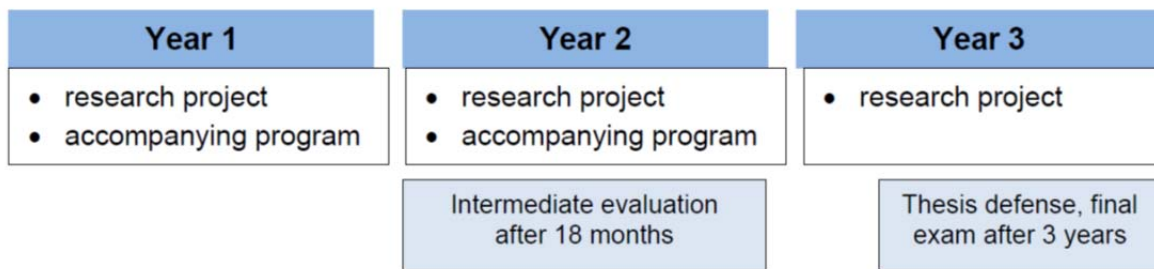 Year 1
• research project
• accompanying program
Year 2
• research project
• accompanying program
Intermediate evaluation
after 18 months
Year 3
• research project
Thesis defense, final
exam after 3 years